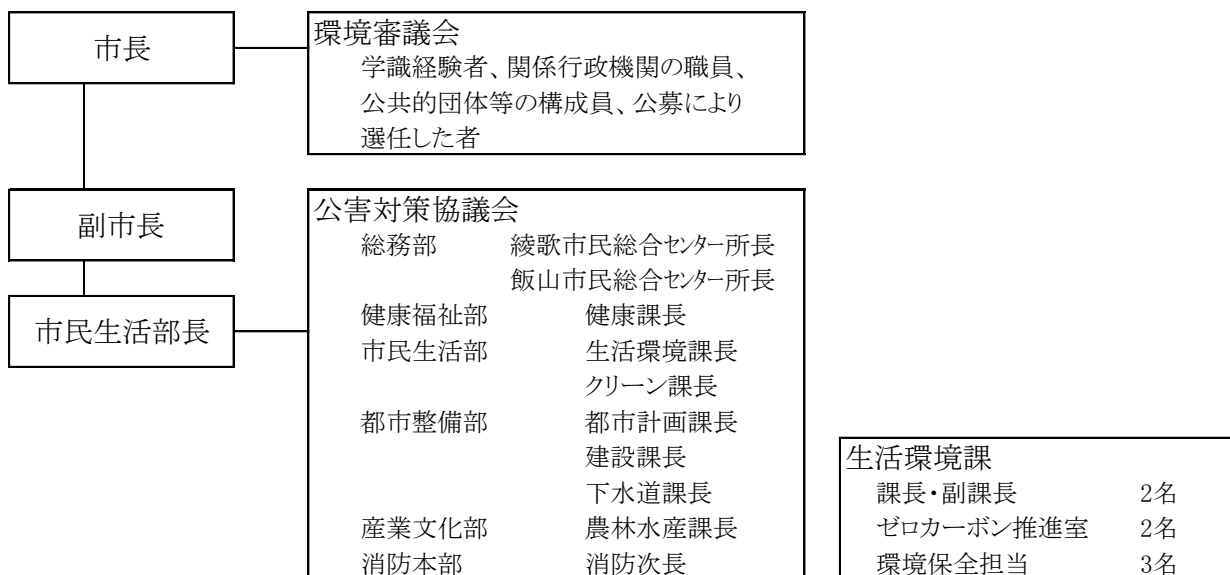 市長
環境審議会
学識経験者、関係行政機関の職員、
公共的団体等の構成員、公募により
選任した者
副市長
市民生活部長
公害対策協議会
総務部 綾歌市民総合センター所長
飯山市民総合センター所長
健康福祉部 健康課長
市民生活部 生活環境課長
クリーン課長
都市整備部 都市計画課長
建設課長
下水道課長
産業文化部 農林水産課長
消防本部 消防次長
生活環境課
課長・副課長 2名
ゼロカーボン推進室 2名
環境保全担当 3名